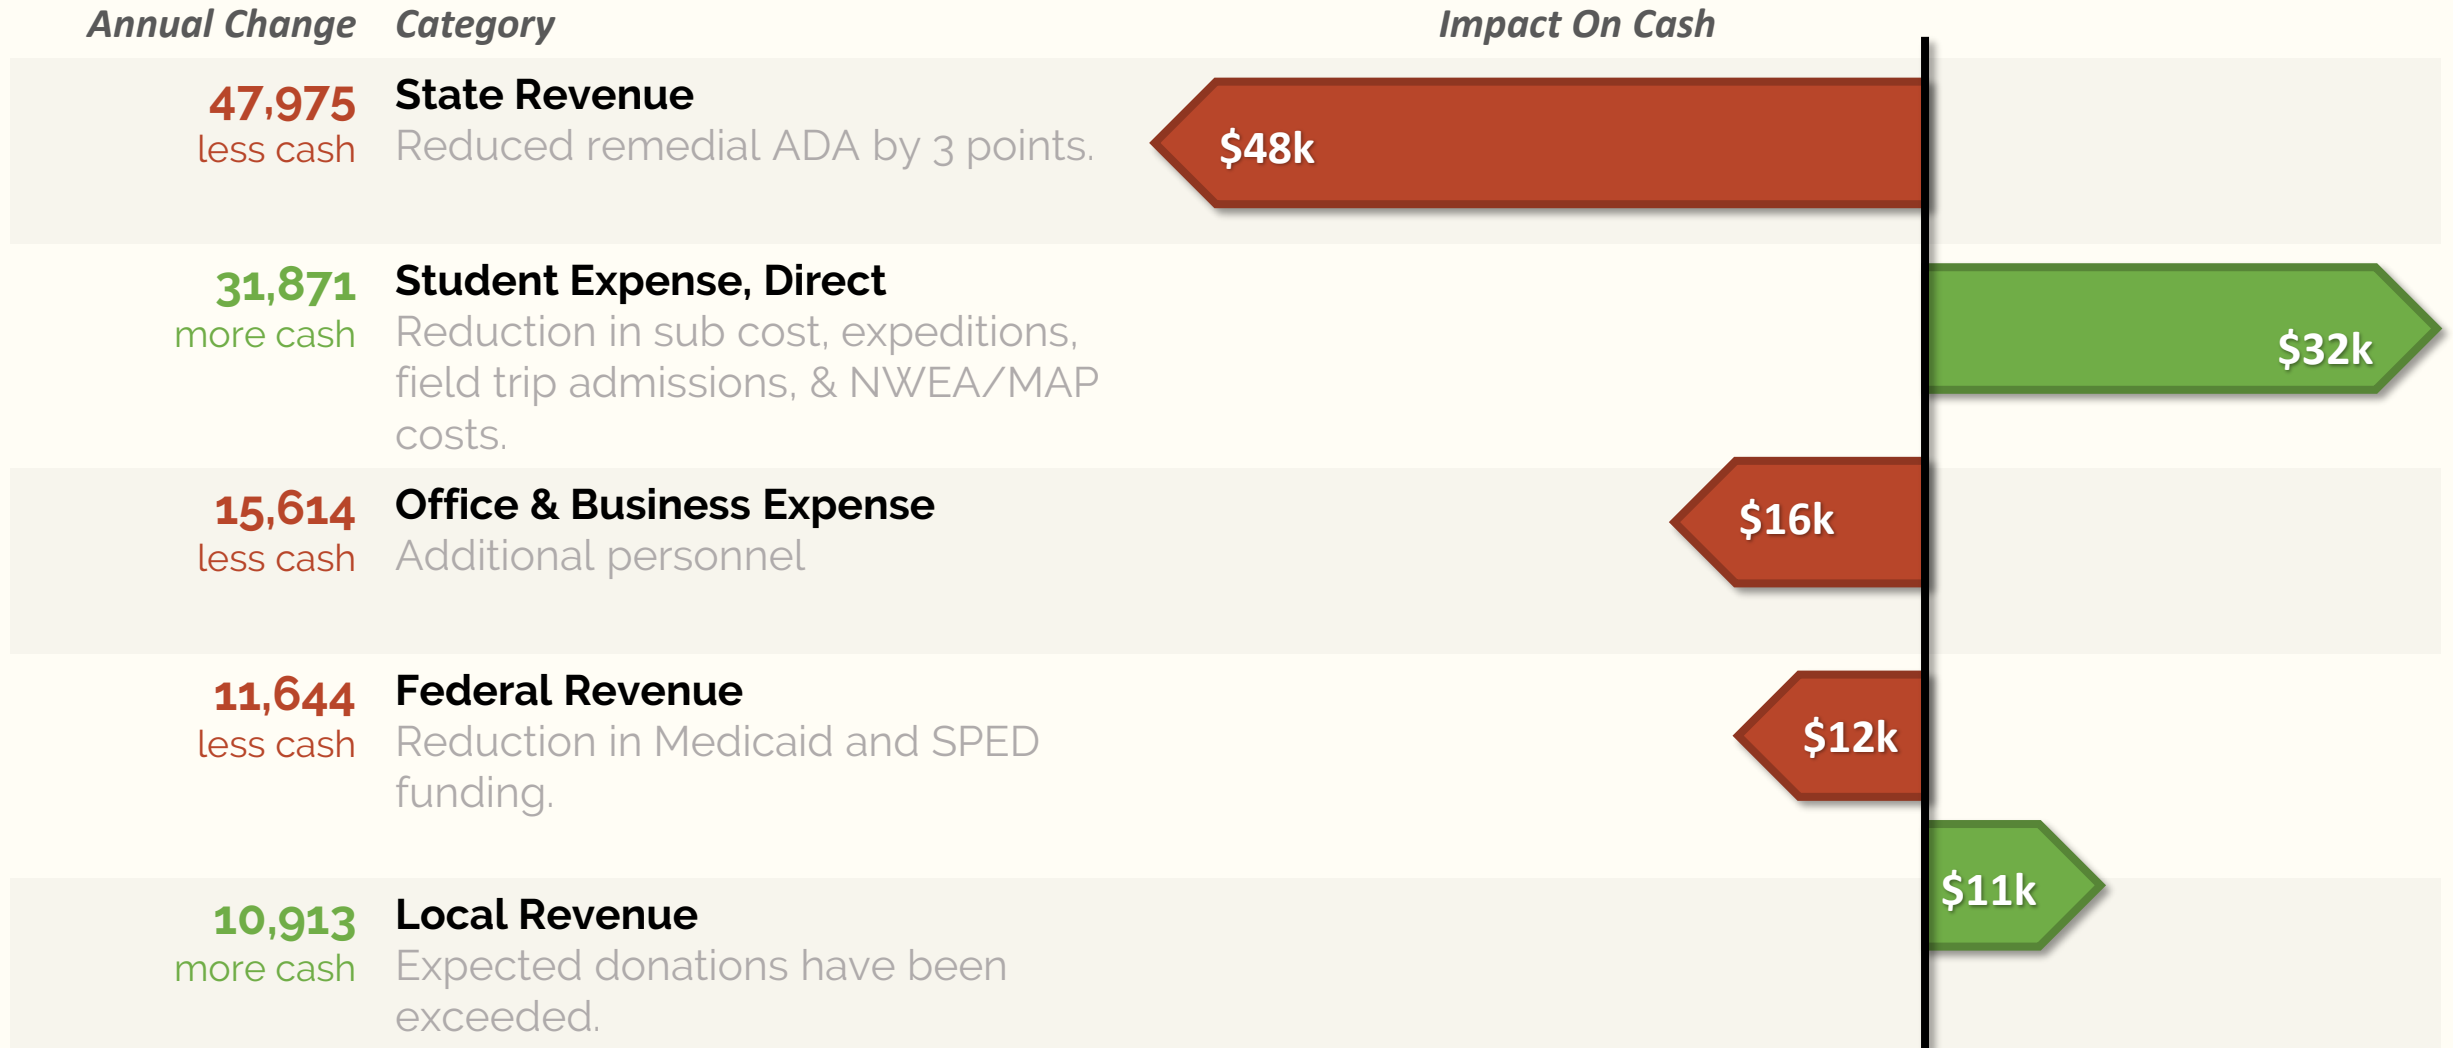 Annual Change Category Impact On Cash
47,975 State Revenue
less cash Reduced remedial ADA by 3 points.
$48k
31,871 Student Expense, Direct
more cash Reduction in sub cost, expeditions,
field trip admissions, & NWEA/MAP
costs.
$32k
15,614 Office & Business Expense
less cash Additional personnel
$16k
11,644 Federal Revenue
less cash Reduction in Medicaid and SPED
funding.
$12k
10,913 Local Revenue
more cash Expected donations have been
exceeded.
$11k